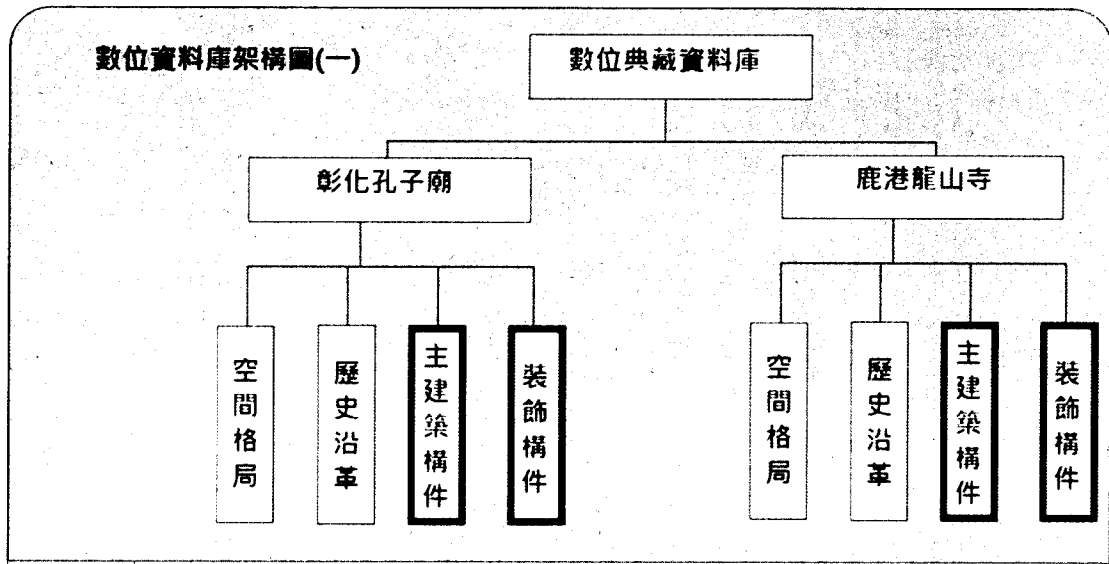 數位資料庫架構圖(一)
數位典藏資料庫
彰化孔子廟
鹿港龍山寺
空間格局
歷史沿革
主建築構件
裝飾構件
空間格局
歷史沿革
主建築構件
裝飾構件